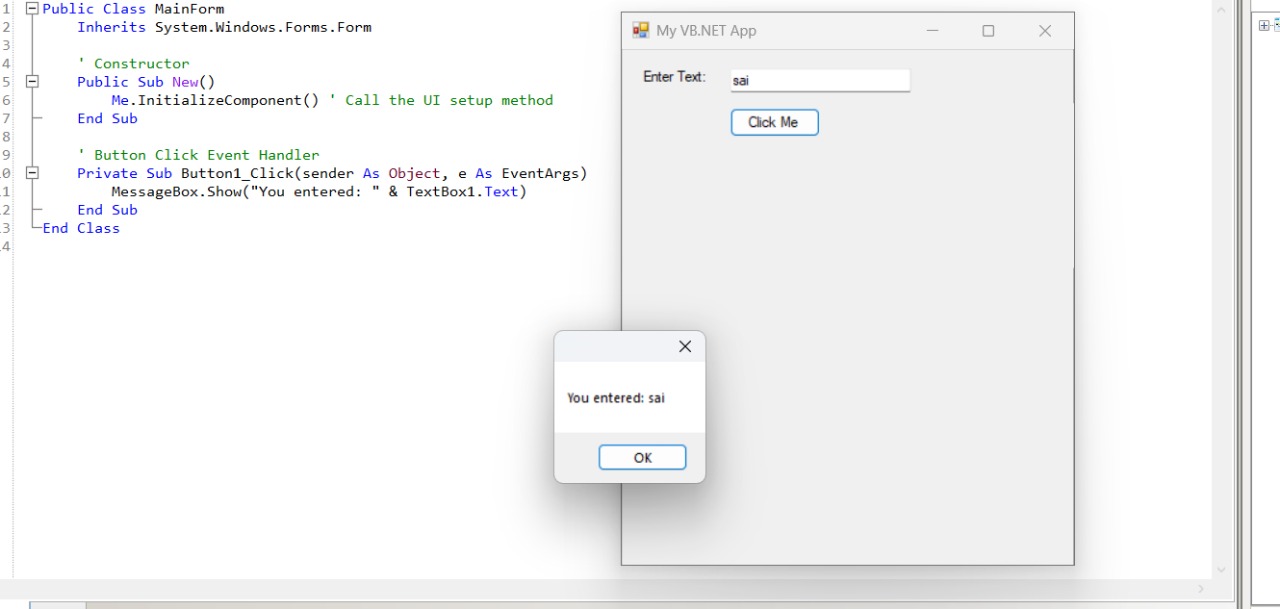 1 Public Class MainForm
2 Inherits System.Windows.Forms.Form
3
4 ' Constructor
5 Public Sub New()
6 Me.InitializeComponent() ' Call the UI setup method
7 End Sub
8
9 ' Button Click Event Handler
0 Private Sub Button1_Click(sender As Object, e As EventArgs)
1 MessageBox.Show("You entered: " & TextBox1.Text)
2 End Sub
3 End Class
4
My VB.NET App
Enter Text: sai
Click Me
You entered: sai
OK